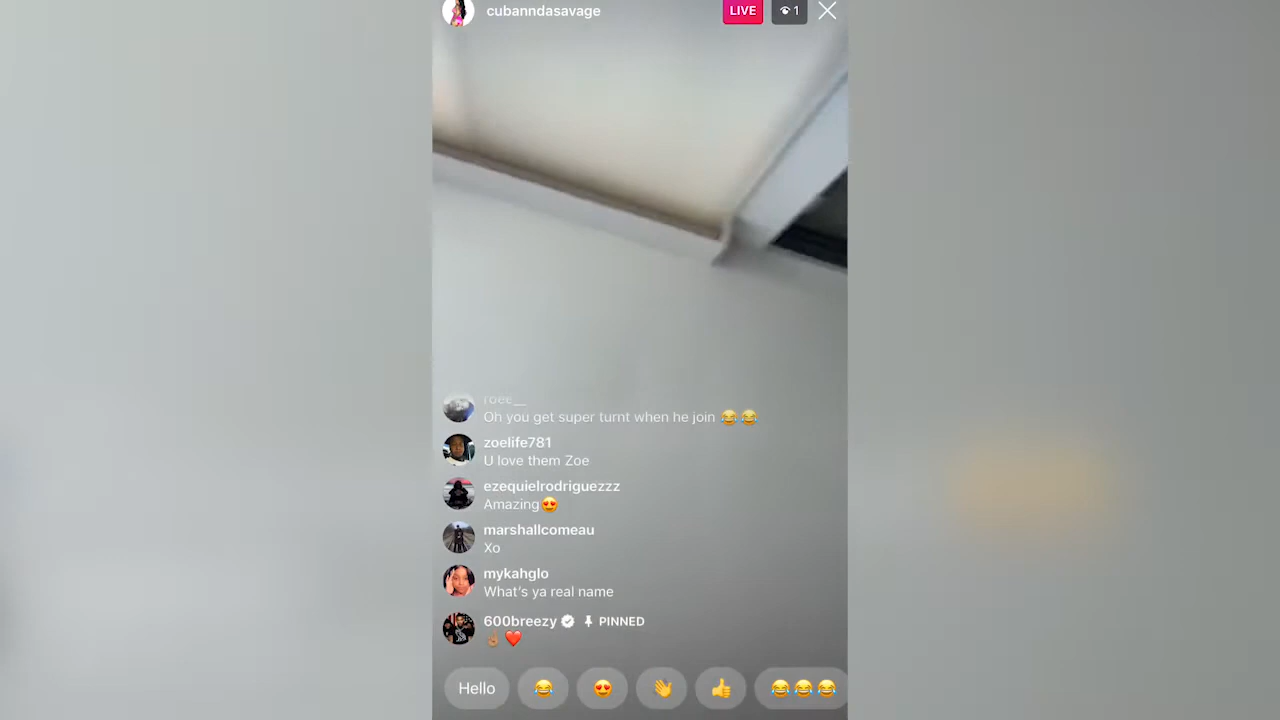 cubanndasavage
LIVE
1
roee__
Oh you get super turnt when he join 😂😂
zoelife781
U love them Zoe
ezequielrodriguezzz
Amazing😍
marshallcomeau
Xo
mykahglo
What's ya real name
600breezy PINNED
✌🏽❤️
Hello 😂 😍 👋 👍 😂😂😂